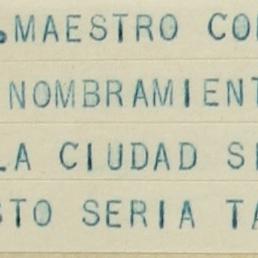 MAESTRO CO
NOMBRAMIENT
LA CIUDAD S
STO SERIA TA